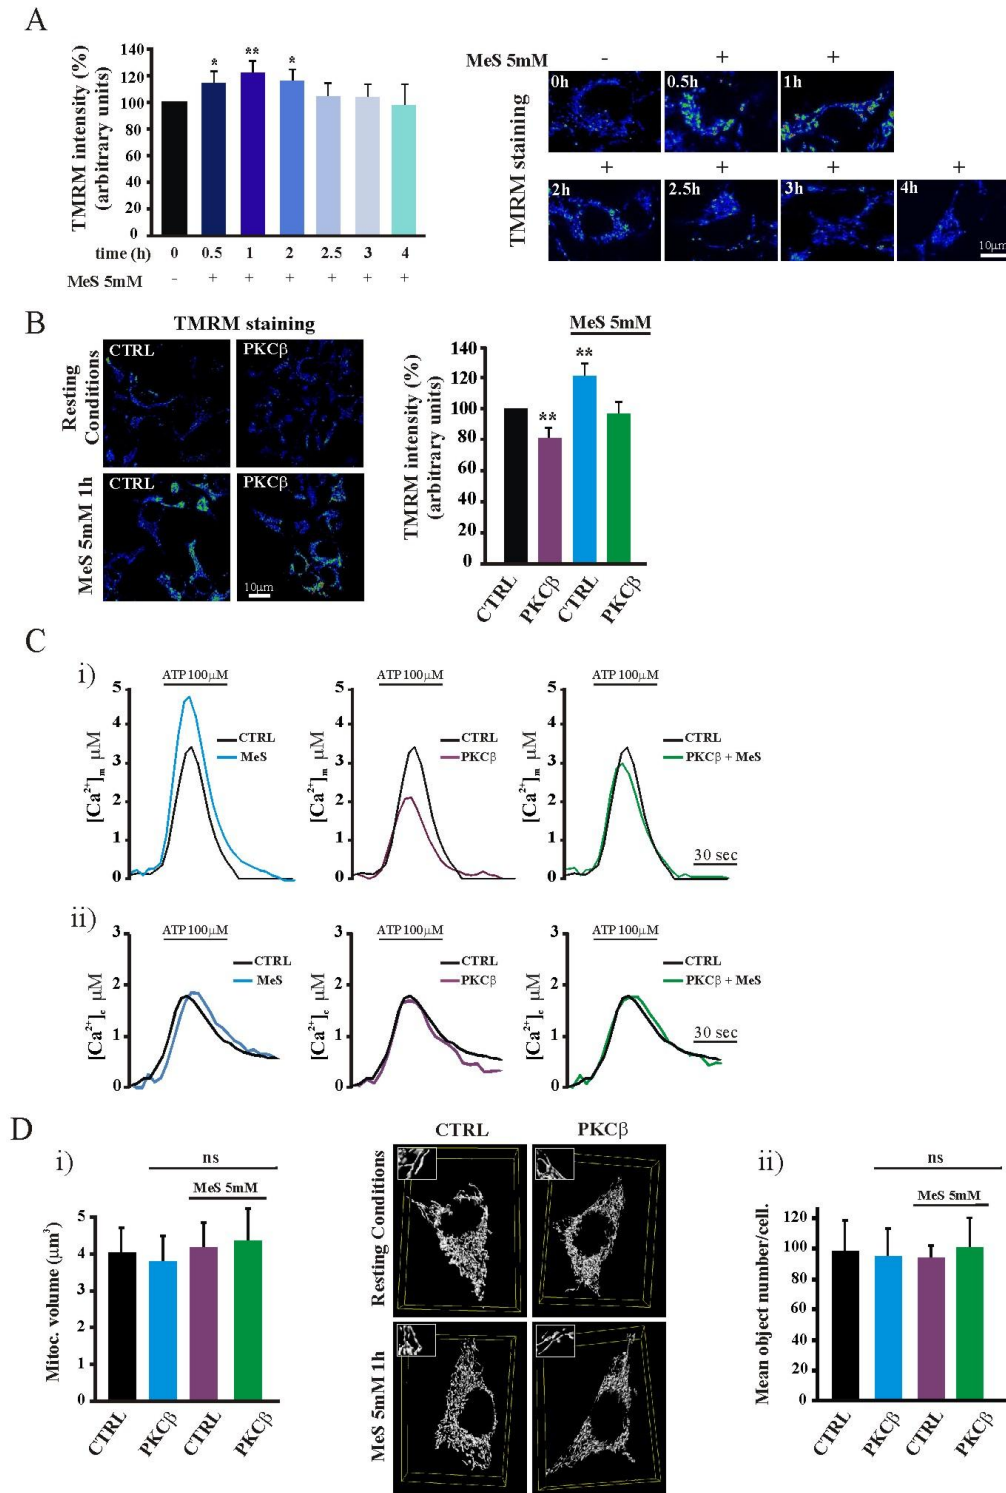 A
TMRM intensity (%)
(arbitrary units)
140
120
100
80
60
40
20
0
* ** *
time (h) 0 0.5 1 2 2.5 3 4
MeS 5mM - + + + + + +
MeS 5mM - + +
TMRM staining
0h 0.5h 1h
+ + + +
2h 2.5h 3h 4h
10μm
B
TMRM staining
Resting
Conditions
CTRL PKCβ
MeS 5mM 1h
CTRL PKCβ
10μm
MeS 5mM
TMRM intensity (%)
(arbitrary units)
140
120
100
80
60
40
20
0
** **
CTRL PKCβ CTRL PKCβ
C
i)
ATP 100μM
[Ca²⁺]m μM
5
4
3
2
1
0
CTRL
MeS
ATP 100μM
[Ca²⁺]m μM
5
4
3
2
1
0
CTRL
PKCβ
ATP 100μM
[Ca²⁺]m μM
5
4
3
2
1
0
CTRL
PKCβ + MeS
30 sec
ii)
ATP 100μM
[Ca²⁺]c μM
3
2
1
0
CTRL
MeS
ATP 100μM
[Ca²⁺]c μM
3
2
1
0
CTRL
PKCβ
ATP 100μM
[Ca²⁺]c μM
3
2
1
0
CTRL
PKCβ + MeS
30 sec
D
i)
ns
MeS 5mM
Mitoc. volume (μm³)
5
4
3
2
1
0
CTRL PKCβ CTRL PKCβ
CTRL PKCβ
Resting Conditions
MeS 5mM 1h
ii)
ns
MeS 5mM
Mean object number/cell.
120
100
80
60
40
20
0
CTRL PKCβ CTRL PKCβ